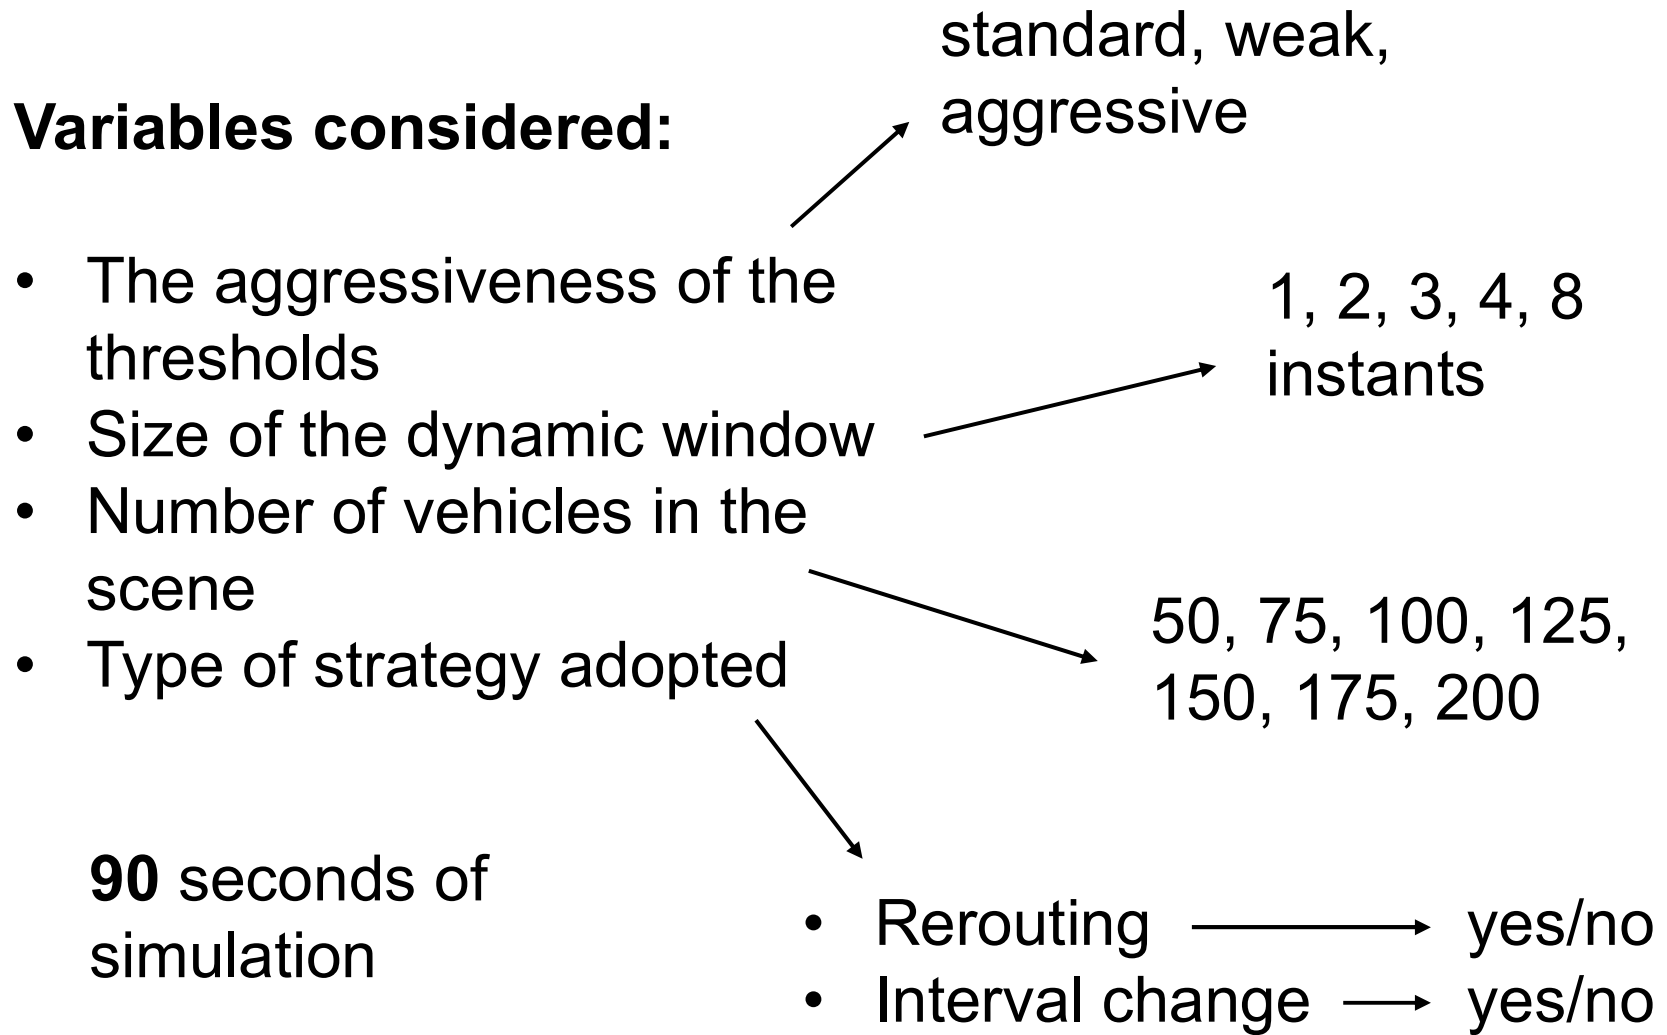 standard, weak,
aggressive
Variables considered:
• The aggressiveness of the
thresholds
1, 2, 3, 4, 8
instants
• Size of the dynamic window
• Number of vehicles in the
scene
50, 75, 100, 125,
150, 175, 200
• Type of strategy adopted
90 seconds of
simulation
• Rerouting
yes/no
• Interval change
yes/no